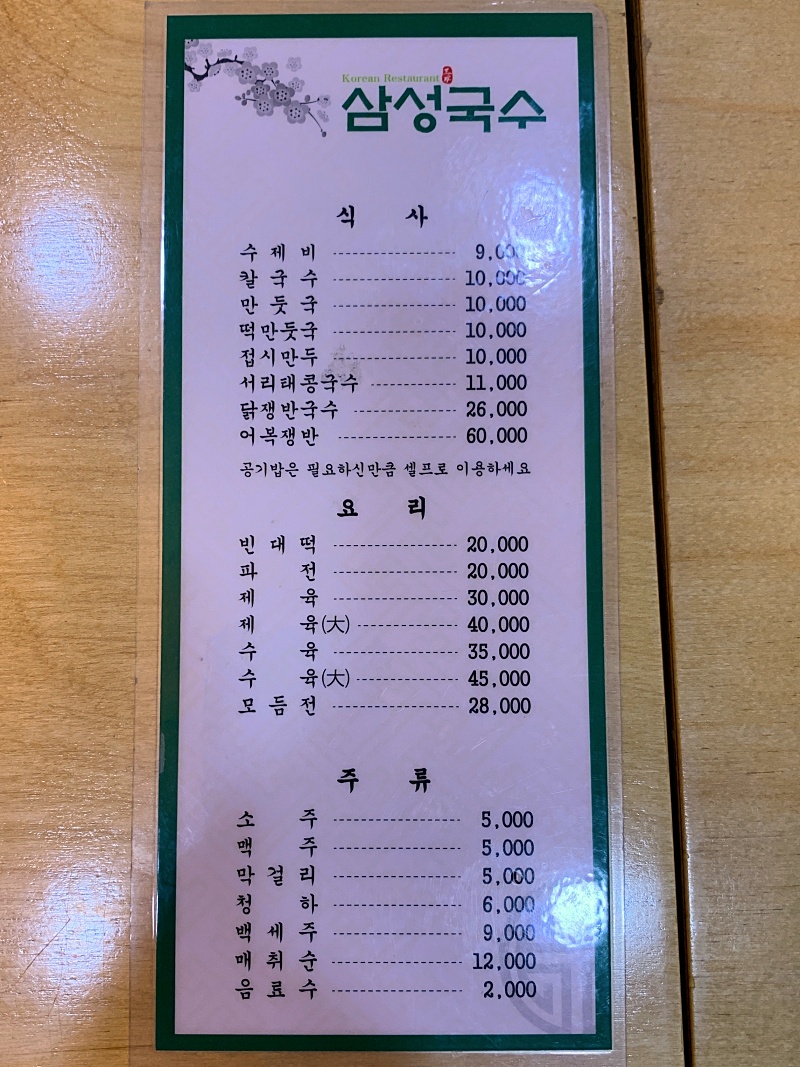 Korean Restaurant
삼성국수
식 사
수제비 9,000
칼국수 10,000
만둣국 10,000
떡만둣국 10,000
접시만두 10,000
서리태콩국수 11,000
닭쟁반국수 26,000
어복쟁반 60,000
공기밥은 필요하신만큼 셀프로 이용하세요
요 리
빈대떡 20,000
파전 20,000
제육 30,000
제육(大) 40,000
수육 35,000
수육(大) 45,000
모듬전 28,000
주 류
소주 5,000
맥주 5,000
막걸리 5,000
청하 6,000
백세주 9,000
매취순 12,000
음료수 2,000